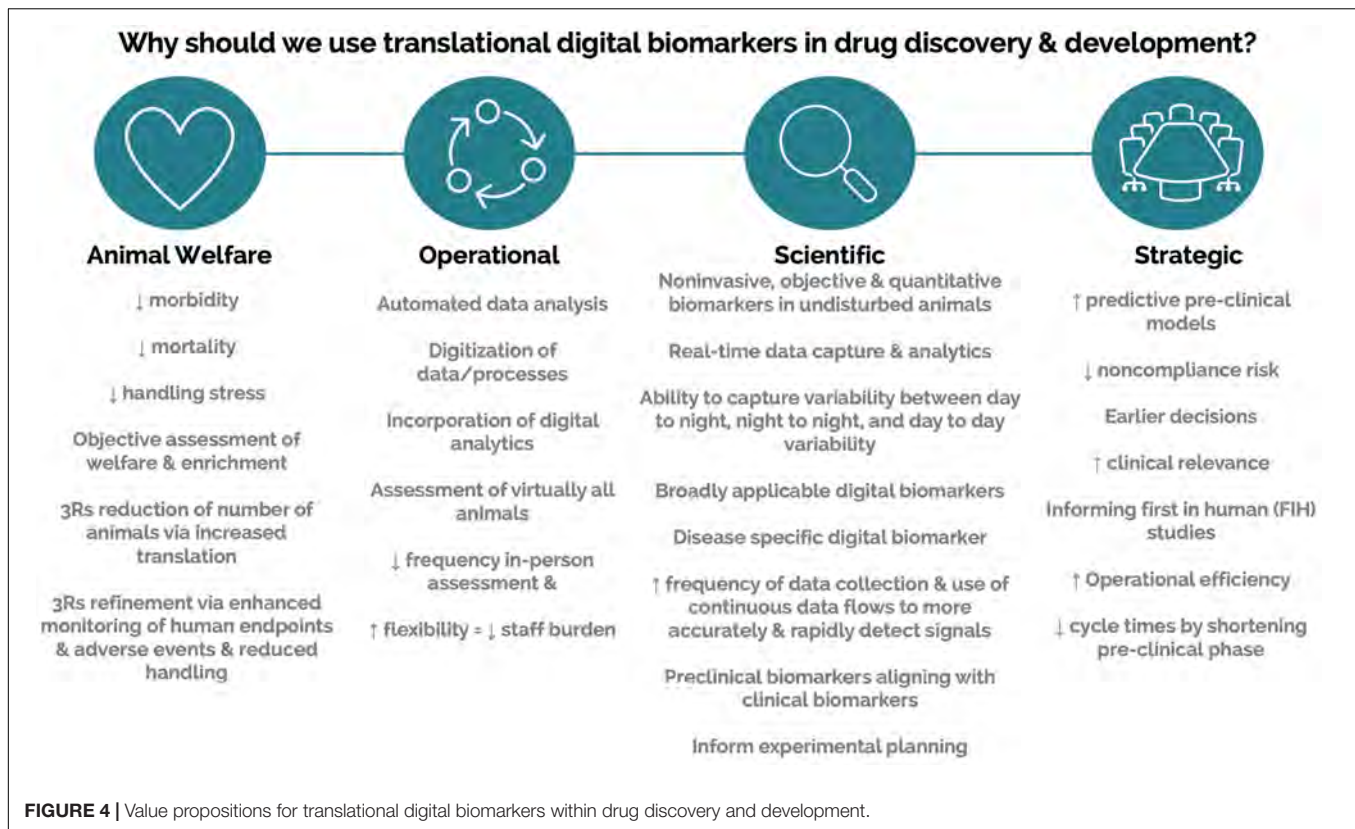 Why should we use translational digital biomarkers in drug discovery & development?
Animal Welfare
↓ morbidity
↓ mortality
↓ handling stress
Objective assessment of
welfare & enrichment
3Rs reduction of number of
animals via increased
translation
3Rs refinement via enhanced
monitoring of human endpoints
& adverse events & reduced
handling
Operational
Automated data analysis
Digitization of
data/processes
Incorporation of digital
analytics
Assessment of virtually all
animals
↓ frequency in-person
assessment &
↑ flexibility = ↓ staff burden
Scientific
Noninvasive, objective & quantitative
biomarkers in undisturbed animals
Real-time data capture & analytics
Ability to capture variability between day
to night, night to night, and day to day
variability
Broadly applicable digital biomarkers
Disease specific digital biomarker
↑ frequency of data collection & use of
continuous data flows to more
accurately & rapidly detect signals
Preclinical biomarkers aligning with
clinical biomarkers
Inform experimental planning
Strategic
↑ predictive pre-clinical
models
↓ noncompliance risk
Earlier decisions
↑ clinical relevance
Informing first in human (FIH)
studies
↑ Operational efficiency
↓ cycle times by shortening
pre-clinical phase
FIGURE 4 | Value propositions for translational digital biomarkers within drug discovery and development.